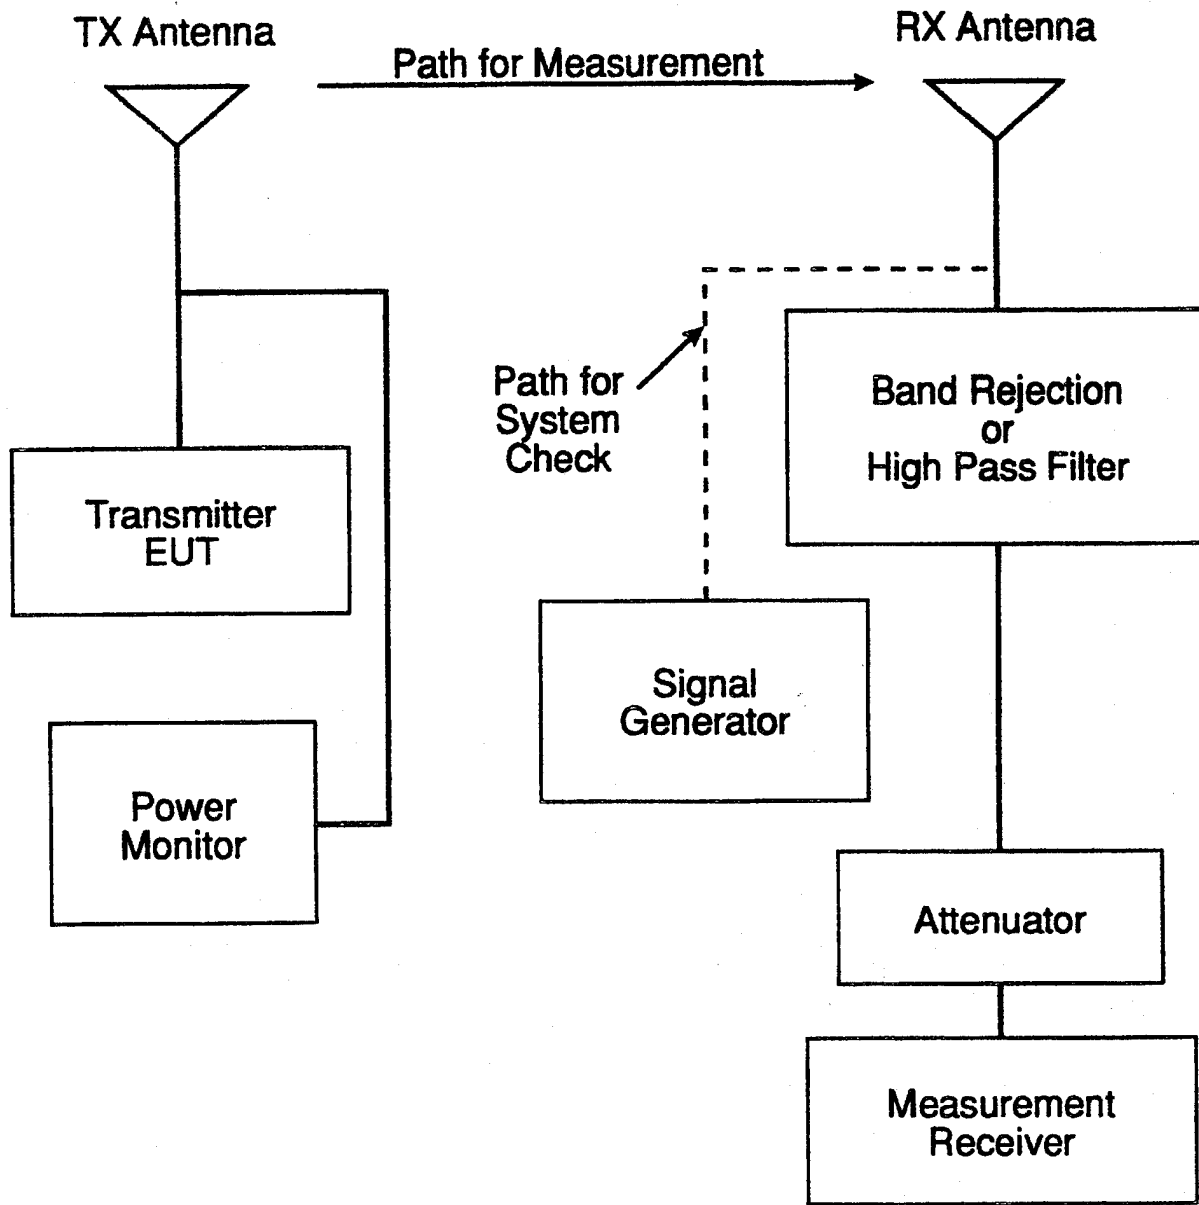 TX Antenna
RX Antenna
Path for Measurement
Path for
System
Check
Band Rejection
or
High Pass Filter
Transmitter
EUT
Signal
Generator
Power
Monitor
Attenuator
Measurement
Receiver